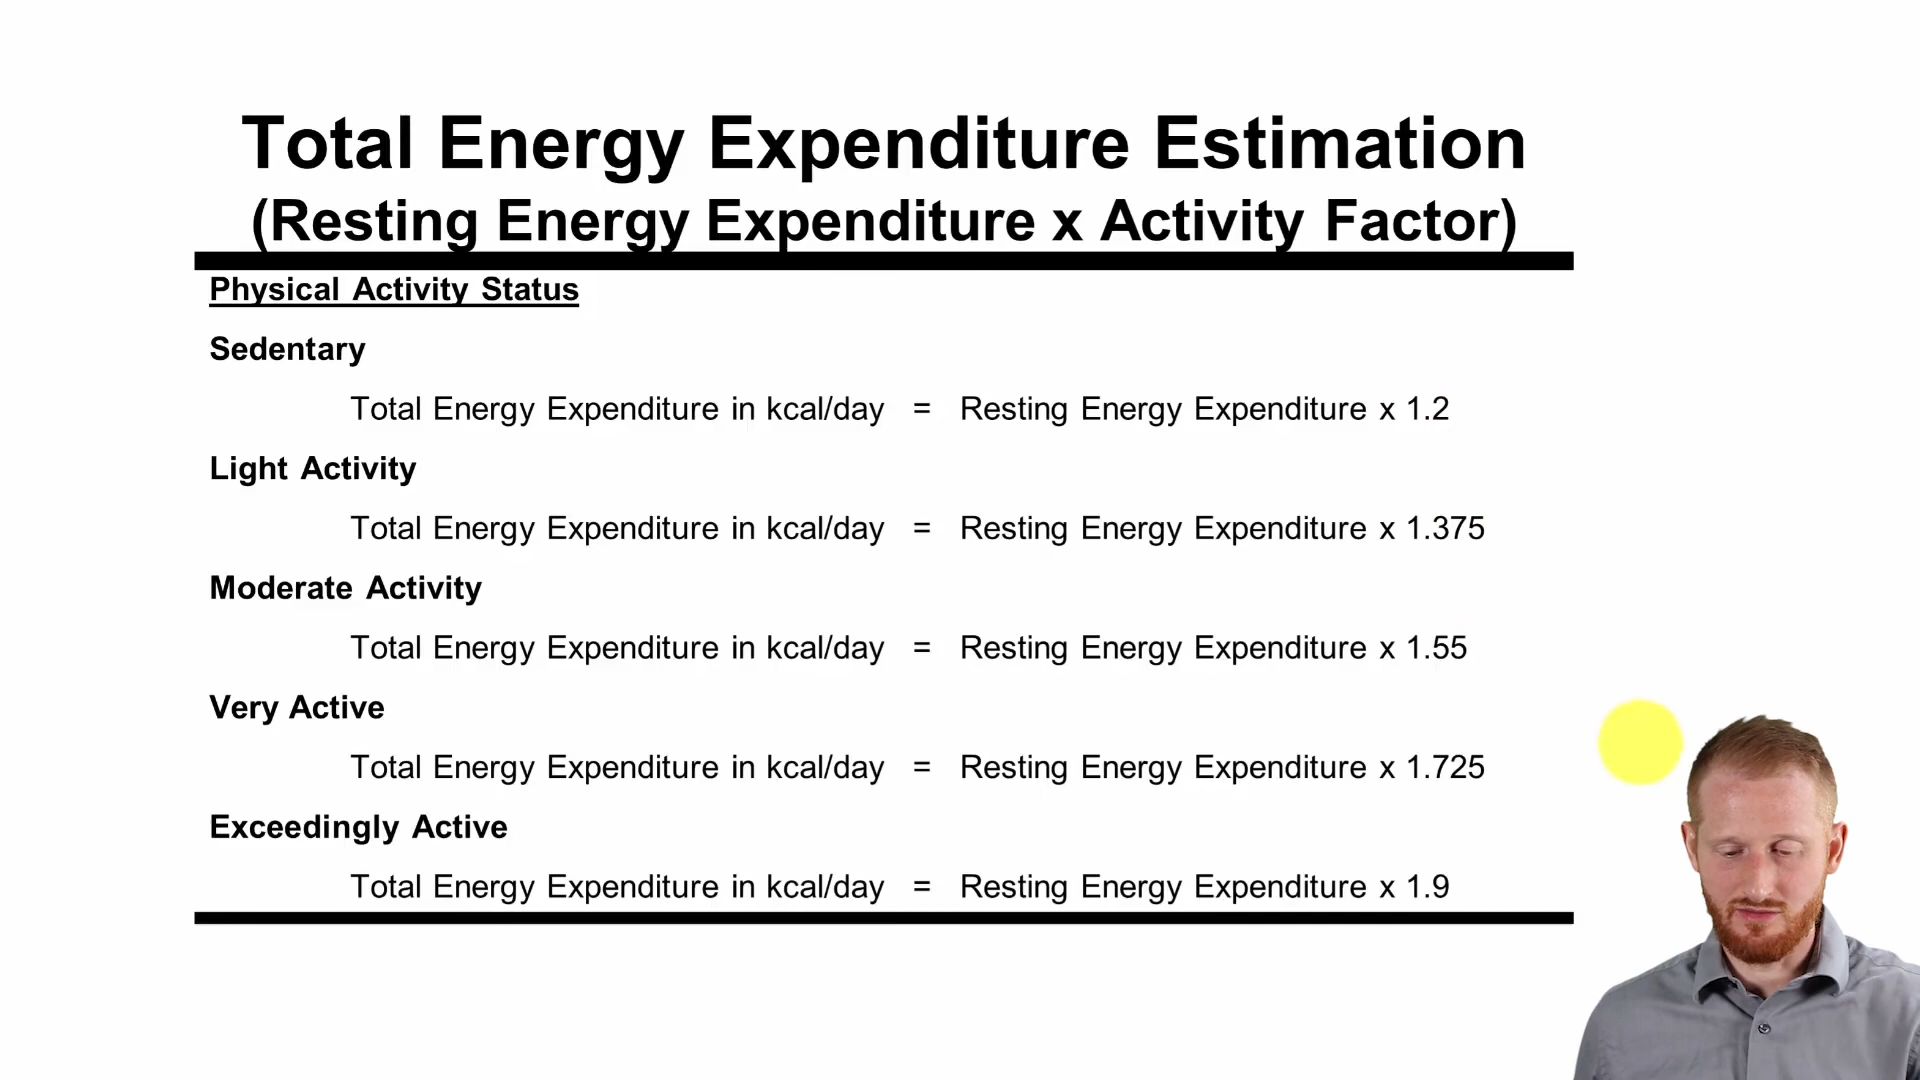 Total Energy Expenditure Estimation
(Resting Energy Expenditure x Activity Factor)
Physical Activity Status
Sedentary
Total Energy Expenditure in kcal/day = Resting Energy Expenditure x 1.2
Light Activity
Total Energy Expenditure in kcal/day = Resting Energy Expenditure x 1.375
Moderate Activity
Total Energy Expenditure in kcal/day = Resting Energy Expenditure x 1.55
Very Active
Total Energy Expenditure in kcal/day = Resting Energy Expenditure x 1.725
Exceedingly Active
Total Energy Expenditure in kcal/day = Resting Energy Expenditure x 1.9